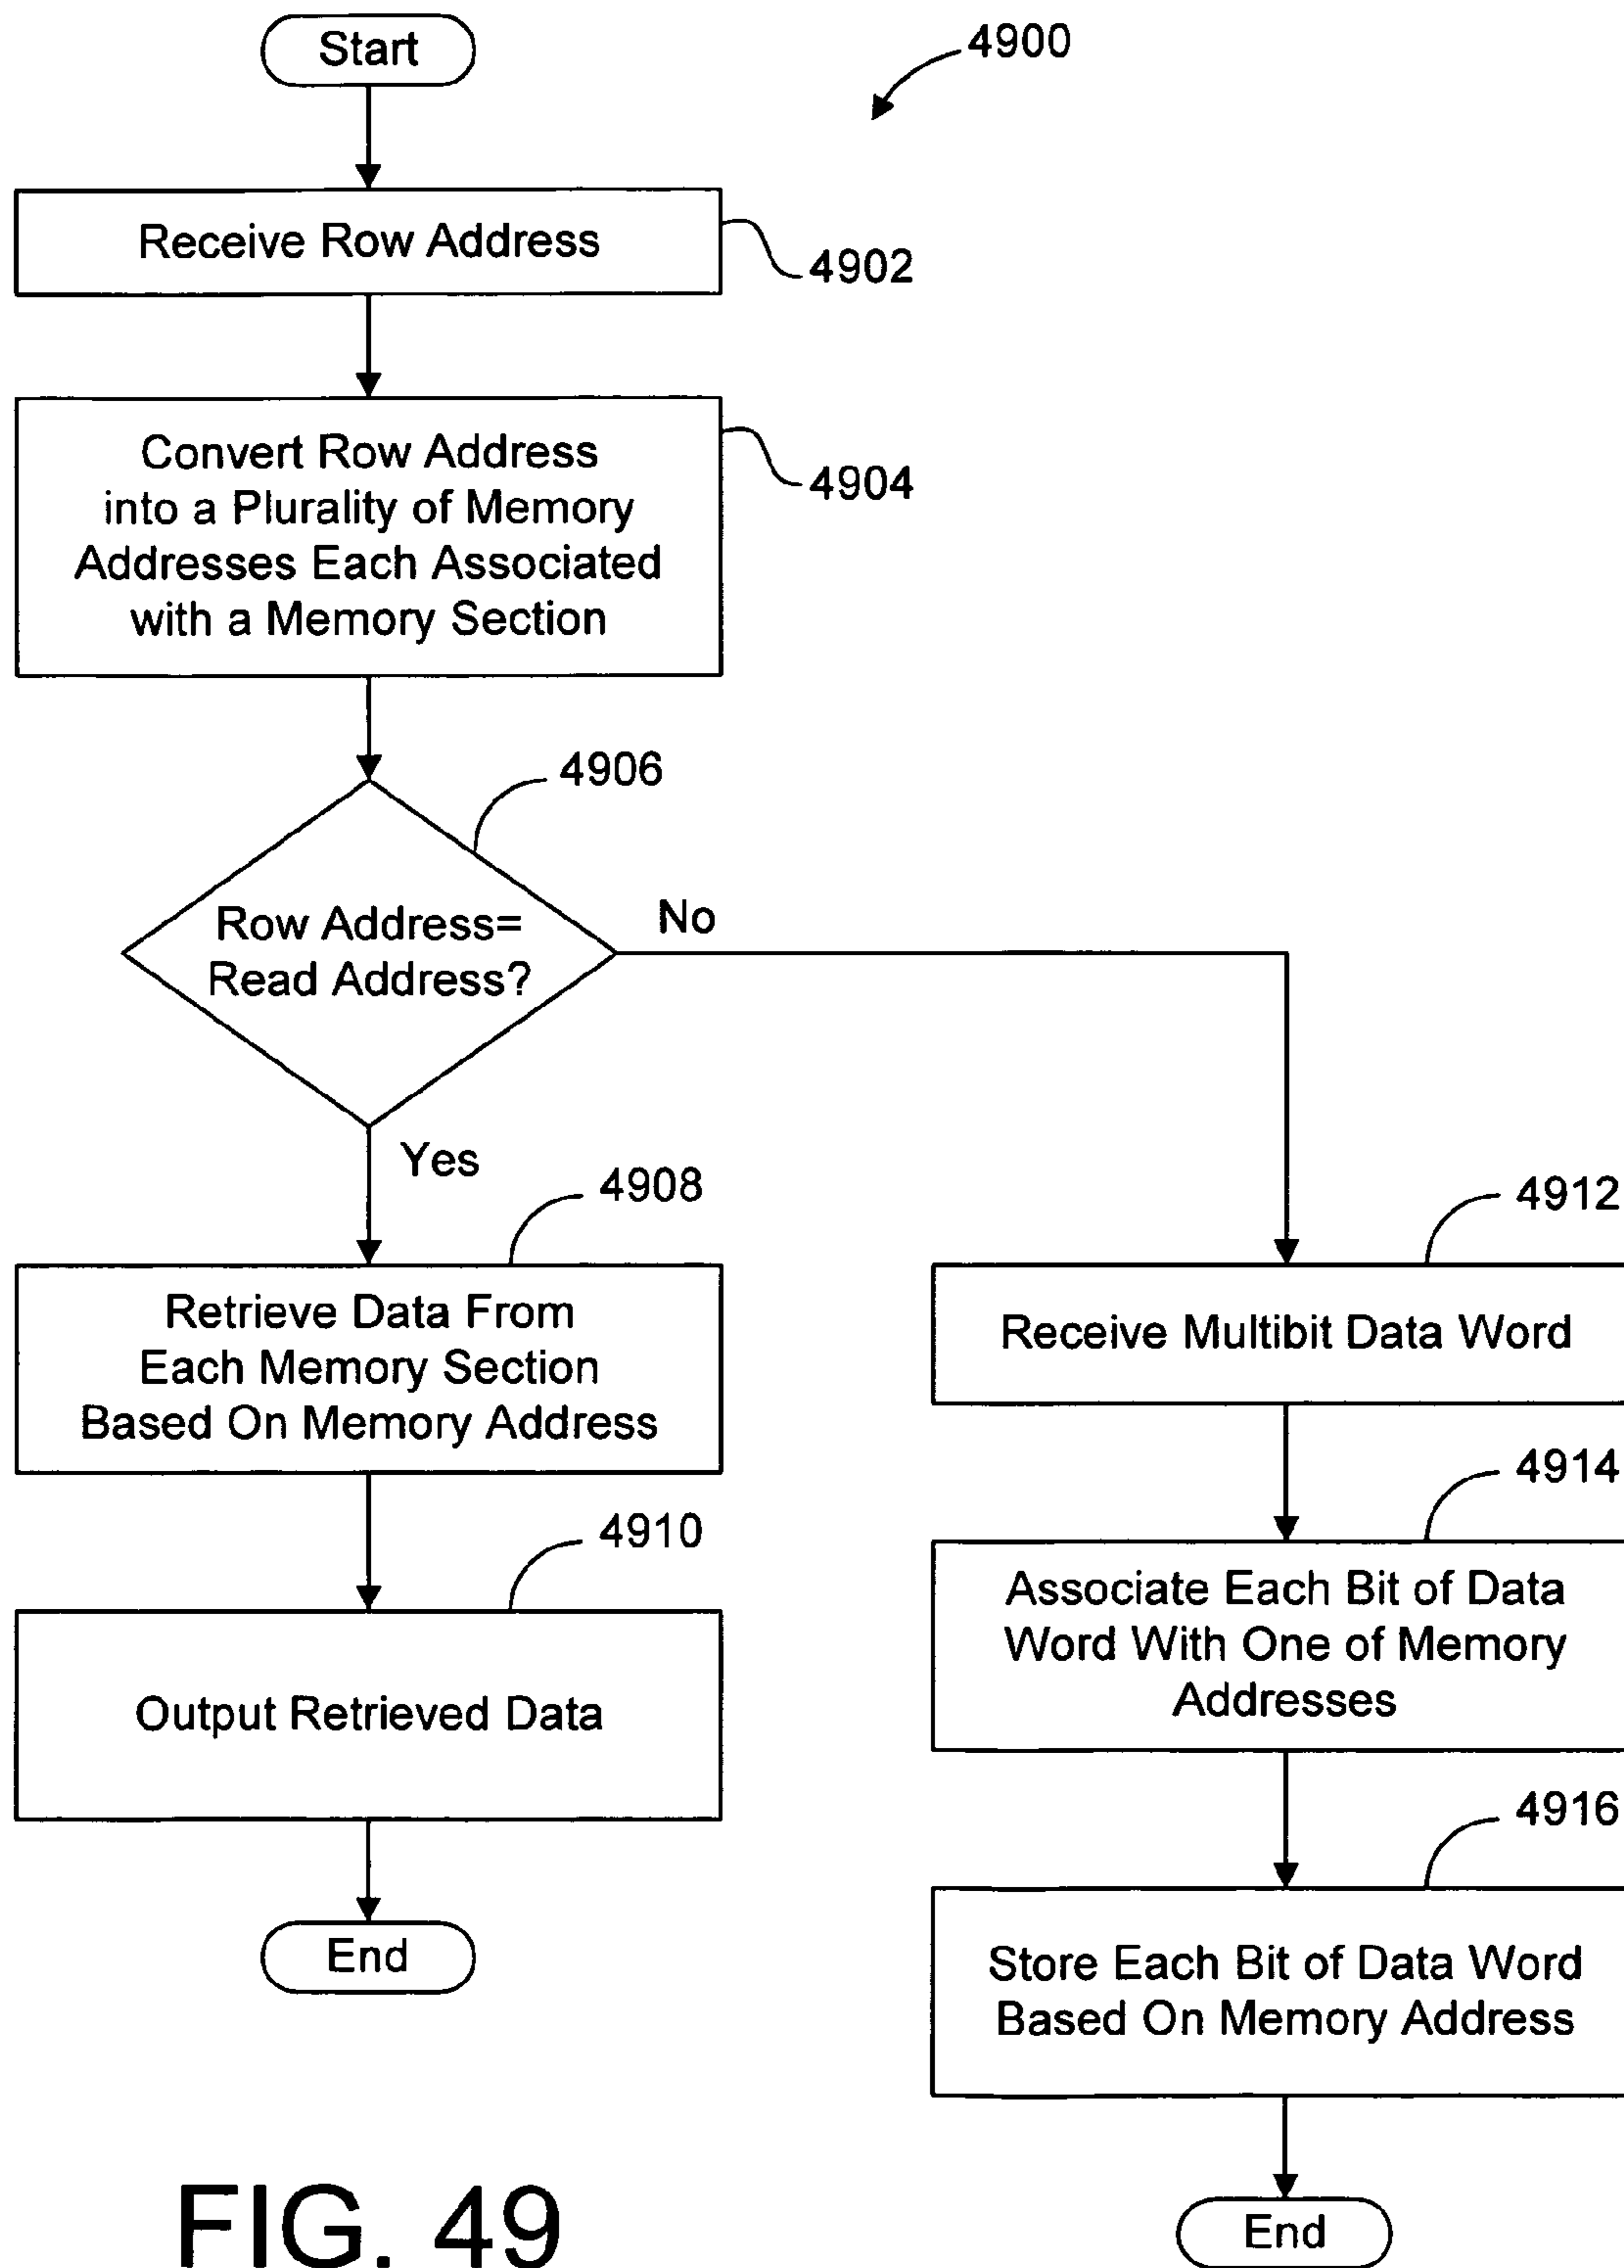 Start
4900
Receive Row Address
4902
Convert Row Address
into a Plurality of Memory
Addresses Each Associated
with a Memory Section
4904
4906
Row Address=
Read Address?
No
Yes
4908
Retrieve Data From
Each Memory Section
Based On Memory Address
4910
Output Retrieved Data
End
4912
Receive Multibit Data Word
4914
Associate Each Bit of Data
Word With One of Memory
Addresses
4916
Store Each Bit of Data Word
Based On Memory Address
End
FIG. 49